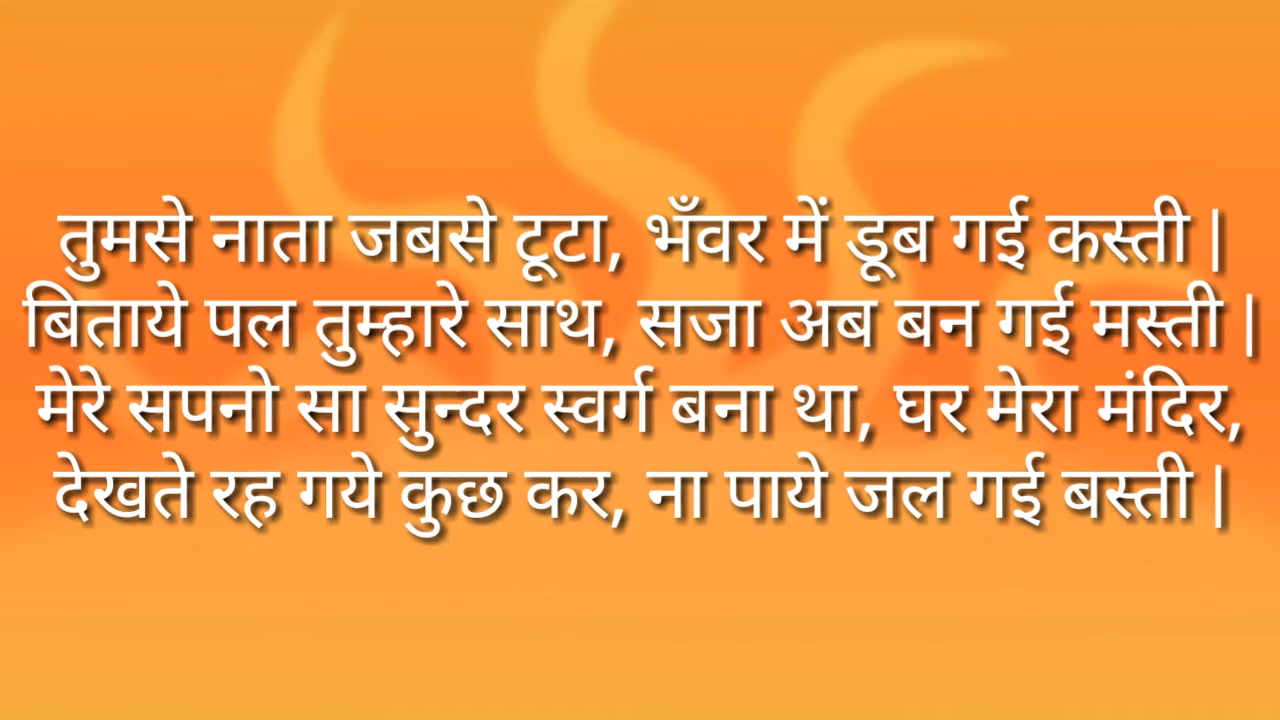 तुमसे नाता जबसे टूटा, भँवर में डूब गई कस्ती |
बिताये पल तुम्हारे साथ, सजा अब बन गई मस्ती |
मेरे सपनो सा सुन्दर स्वर्ग बना था, घर मेरा मंदिर,
देखते रह गये कुछ कर, ना पाये जल गई बस्ती |